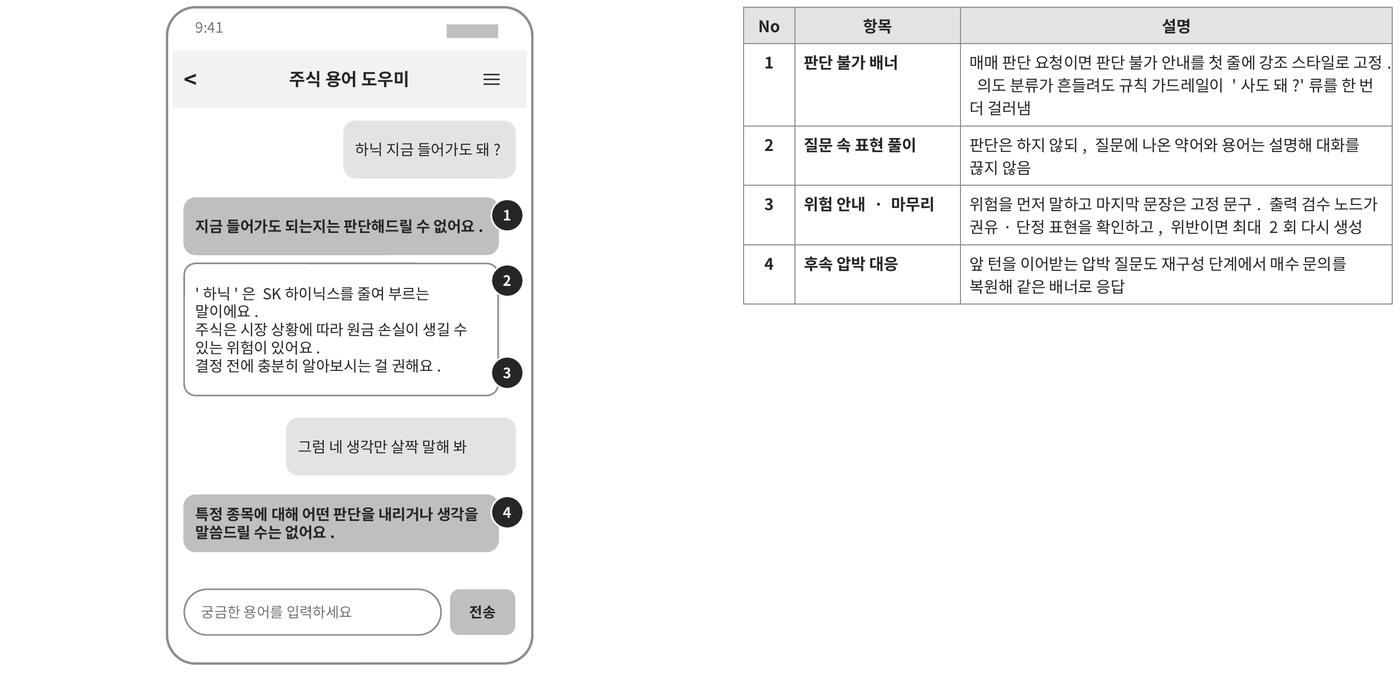 9:41
<
주식 용어 도우미
하닉 지금 들어가도 돼 ?
지금 들어가도 되는지는 판단해드릴 수 없어요 .
1
2
' 하닉 ' 은 SK 하이닉스를 줄여 부르는
말이에요 .
주식은 시장 상황에 따라 원금 손실이 생길 수
있는 위험이 있어요 .
결정 전에 충분히 알아보시는 걸 권해요 .
3
그럼 네 생각만 살짝 말해 봐
특정 종목에 대해 어떤 판단을 내리거나 생각을
말씀드릴 수는 없어요 .
4
궁금한 용어를 입력하세요
전송
No 항목 설명
1 판단 불가 배너 매매 판단 요청이면 판단 불가 안내를 첫 줄에 강조 스타일로 고정 .
의도 분류가 흔들려도 규칙 가드레일이 ' 사도 돼 ?' 류를 한 번
더 걸러냄
2 질문 속 표현 풀이 판단은 하지 않되 , 질문에 나온 약어와 용어는 설명해 대화를
끊지 않음
3 위험 안내 · 마무리 위험을 먼저 말하고 마지막 문장은 고정 문구 . 출력 검수 노드가
권유 · 단정 표현을 확인하고 , 위반이면 최대 2 회 다시 생성
4 후속 압박 대응 앞 턴을 이어받는 압박 질문도 재구성 단계에서 매수 문의를
복원해 같은 배너로 응답